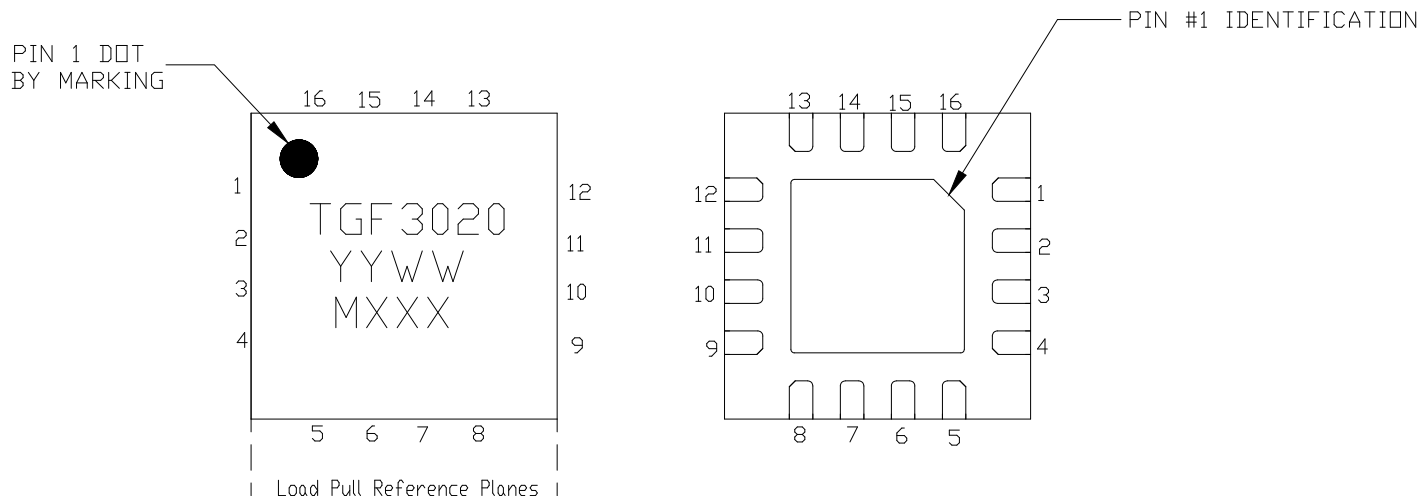 PIN #1 IDENTIFICATION
PIN 1 DOT
BY MARKING
16 15 14 13
1
2
3
4
12
11
10
9
TGF3020
YYWW
MXXX
5 6 7 8
Load Pull Reference Planes
13 14 15 16
12
11
10
9
1
2
3
4
8 7 6 5